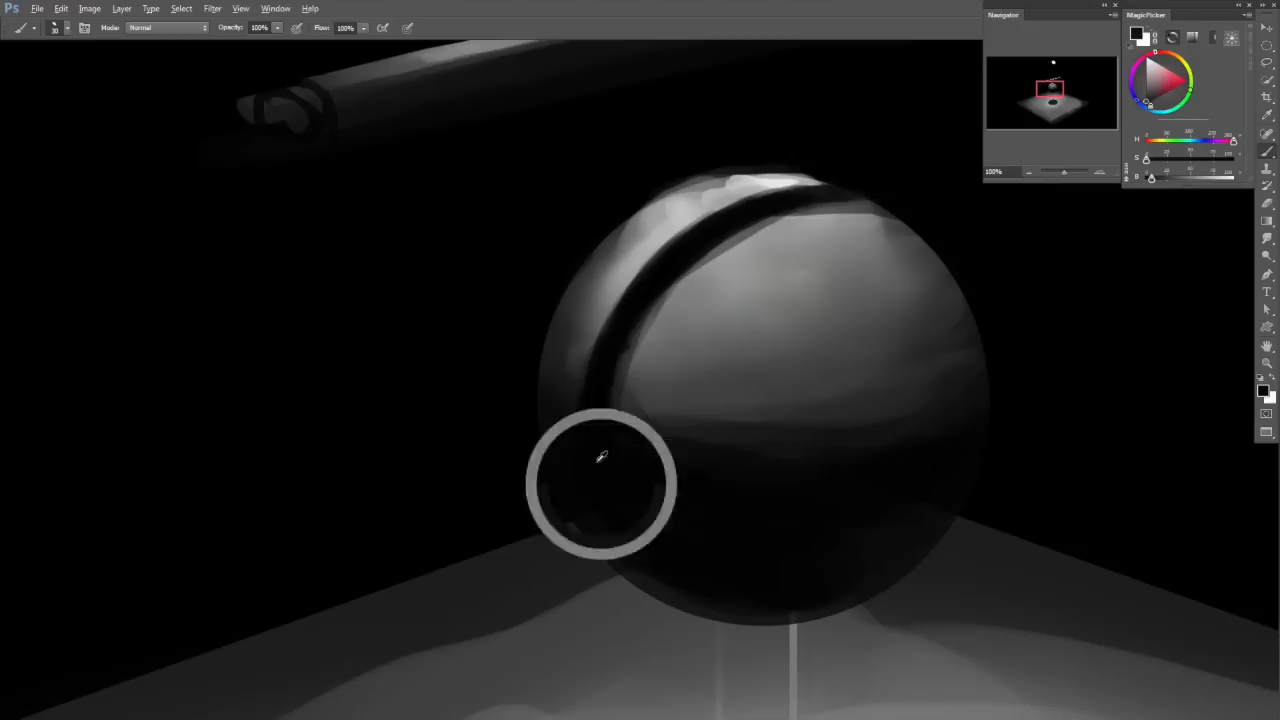 Ps File Edit Image Layer Type Select Filter View Window Help
30 Mode: Normal Opacity: 100% Flow: 100%
Navigator
100%
MagicPicker
H
S
B